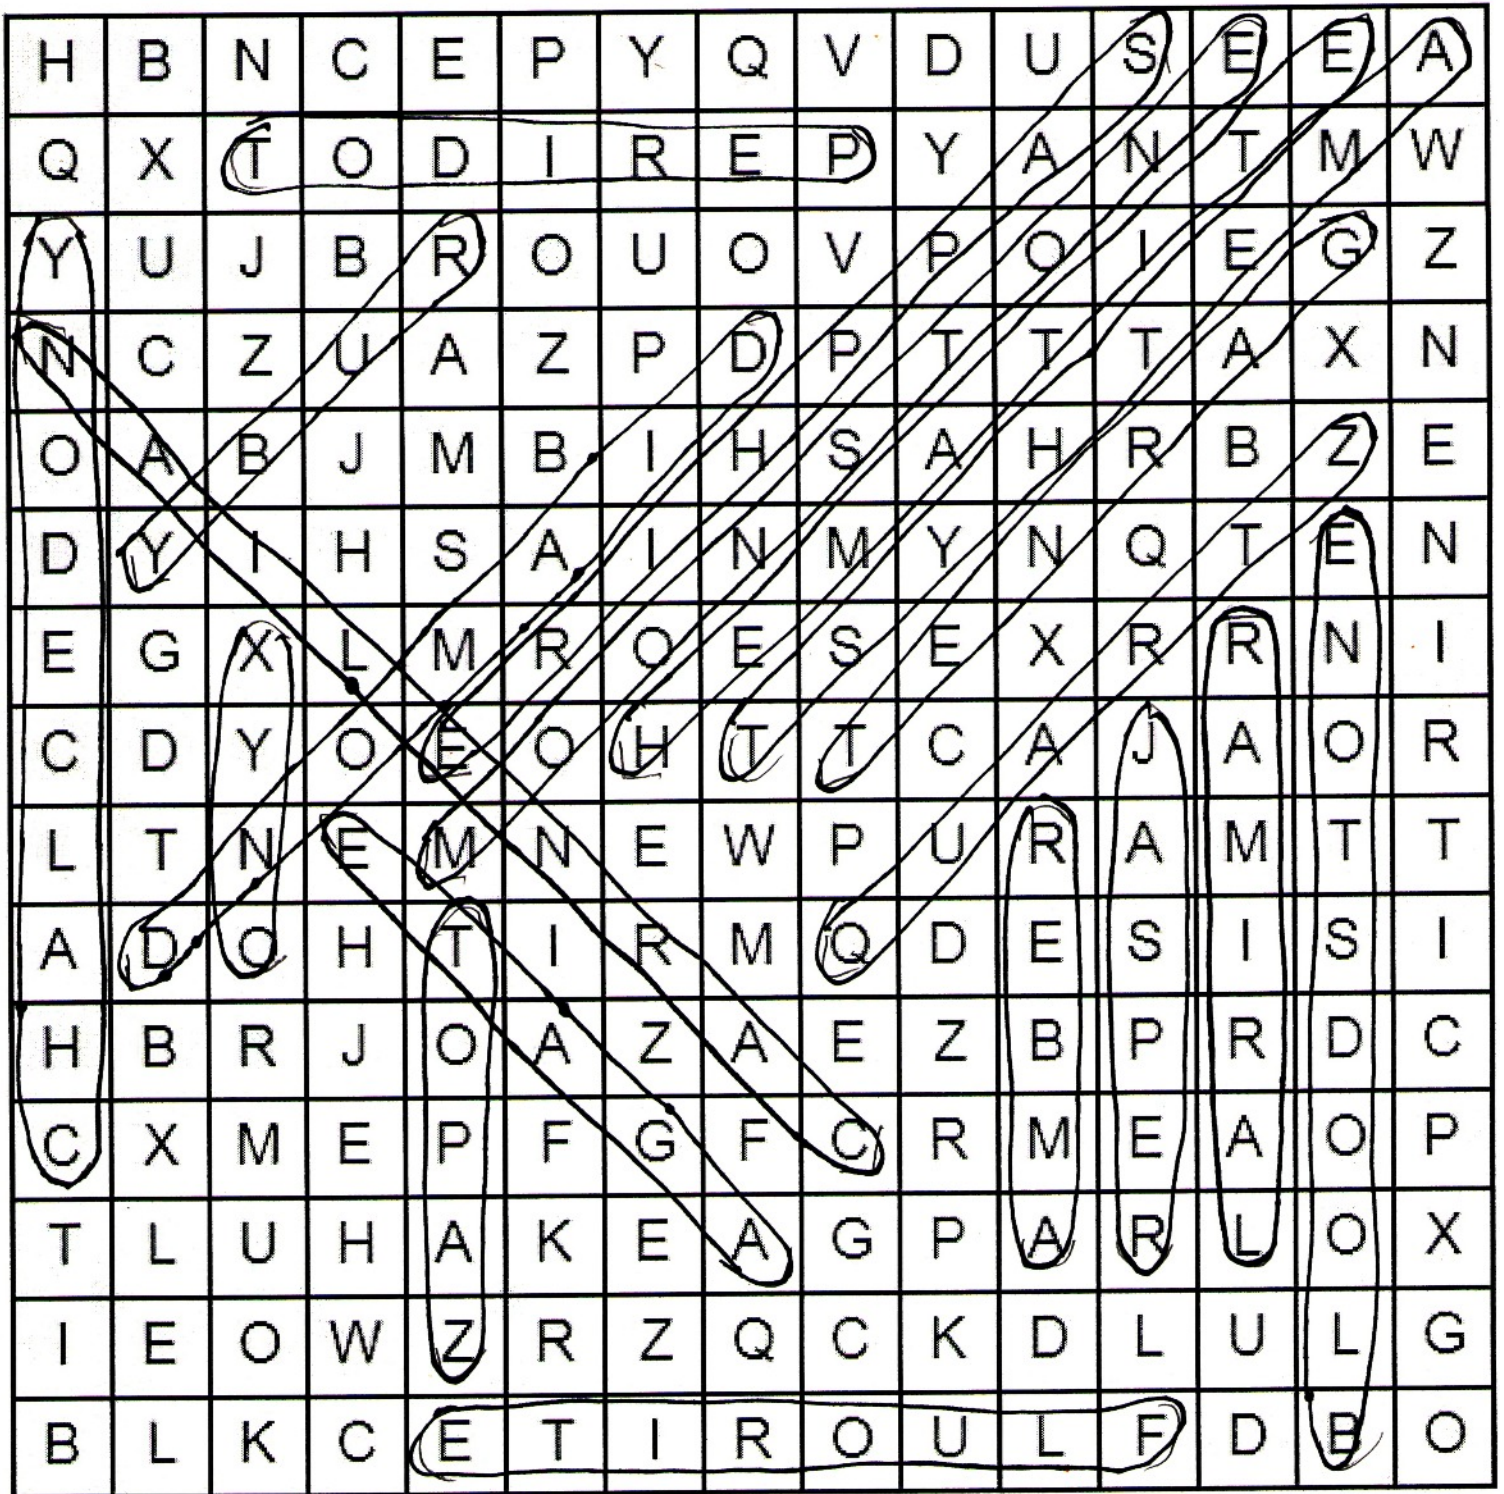 H B N C E P Y Q V D U S E E A
Q X T O D I R E P Y A N T M W
Y U J B R O U O V P O I E G Z
N C Z U A Z P D P T T T A X N
O A B J M B I H S A H R B Z E
D Y I H S A I N M Y N Q T E N
E G X L M R O E S E X R R N I
C D Y O E O H T T C A J A O R
L T N E M N E W P U R A M T T
A D O H T I R M Q D E S I S I
H B R J O A Z A E Z B P R D C
C X M E P F G F C R M E A O P
T L U H A K E A G P A R L O X
I E O W Z R Z Q C K D L U L G
B L K C E T I R O U L F D B O